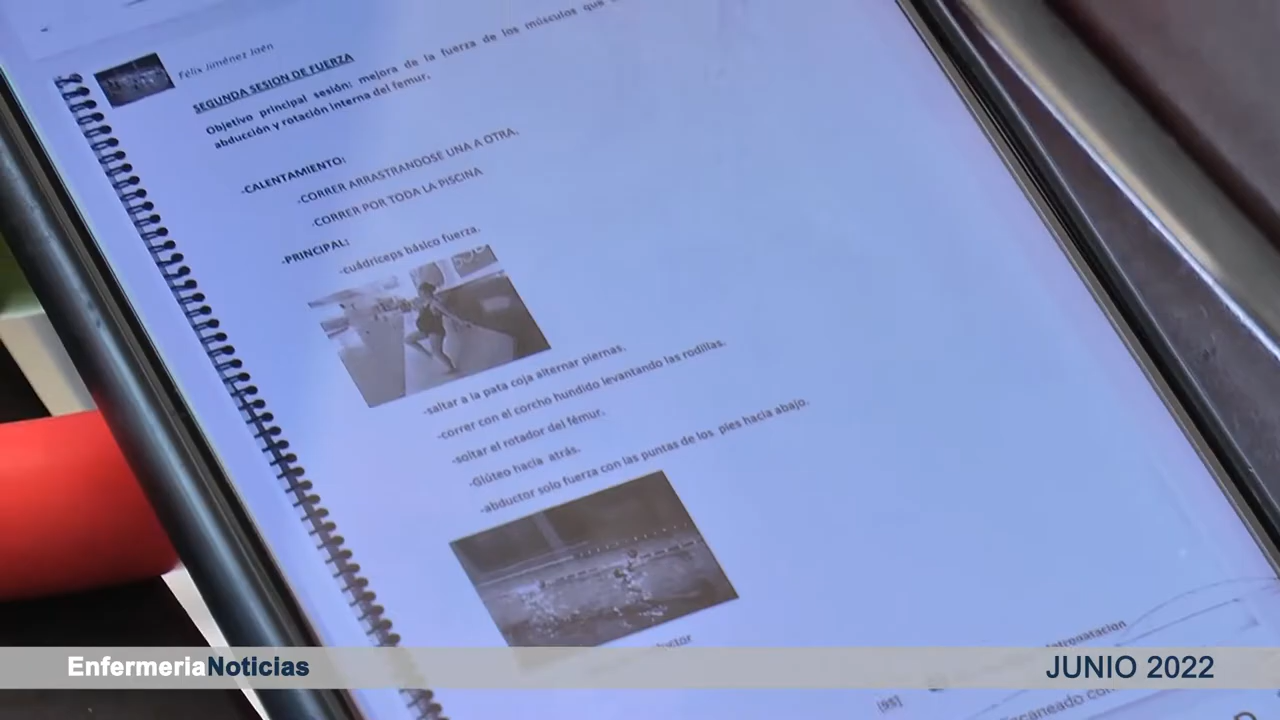 Félix Jiménez Jaén
SEGUNDA SESION DE FUERZA
Objetivo principal sesión: mejora de la fuerza de los músculos que
abducción y rotación interna del femur.
-CALENTAMIENTO:
-CORRER ARRASTRANDOSE UNA A OTRA.
-CORRER POR TODA LA PISCINA
-PRINCIPAL:
-cuádriceps básico fuerza.
-saltar a la pata coja alternar piernas.
-correr con el corcho hundido levantando las rodillas.
-soltar el rotador del fémur.
-Glúteo hacia atrás.
-abductor solo fuerza con las puntas de los pies hacia abajo.
EnfermeriaNoticias
JUNIO 2022